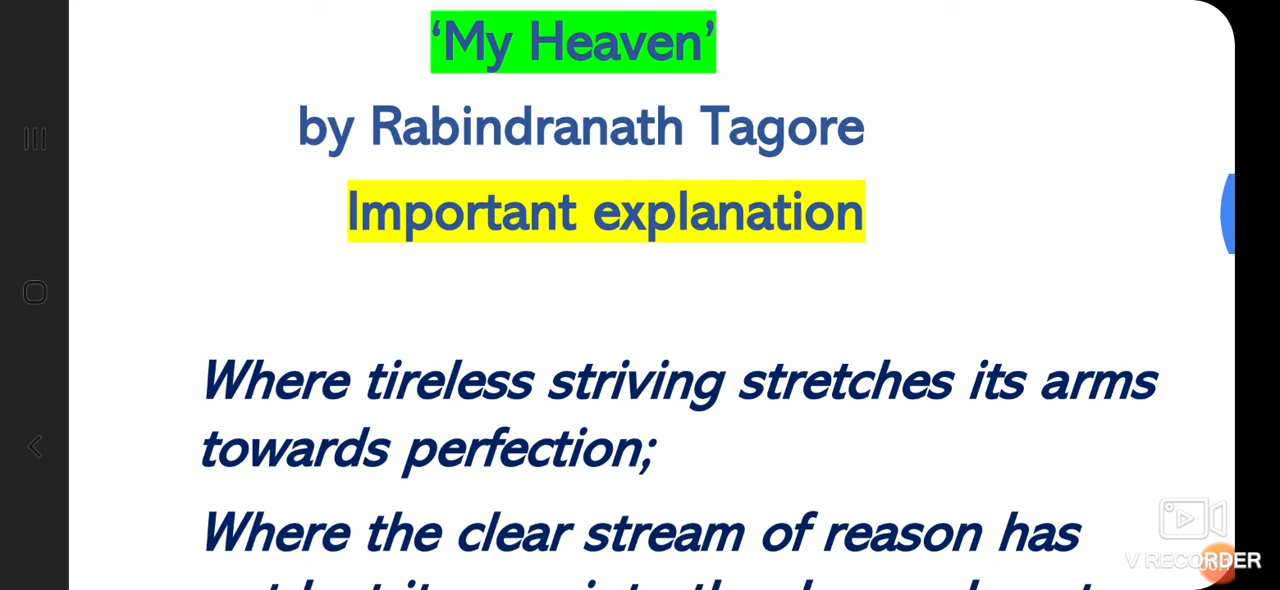 ‘My Heaven’
by Rabindranath Tagore
Important explanation
Where tireless striving stretches its arms
towards perfection;
Where the clear stream of reason has
V RECORDER